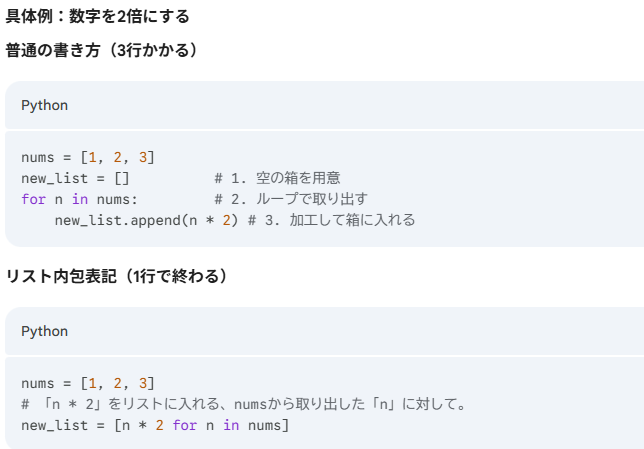 具体例：数字を2倍にする
普通の書き方（3行かかる）
Python
nums = [1, 2, 3]
new_list = []          # 1. 空の箱を用意
for n in nums:         # 2. ループで取り出す
    new_list.append(n * 2) # 3. 加工して箱に入れる
リスト内包表記（1行で終わる）
Python
nums = [1, 2, 3]
# 「n * 2」をリストに入れる、numsから取り出した「n」に対して。
new_list = [n * 2 for n in nums]